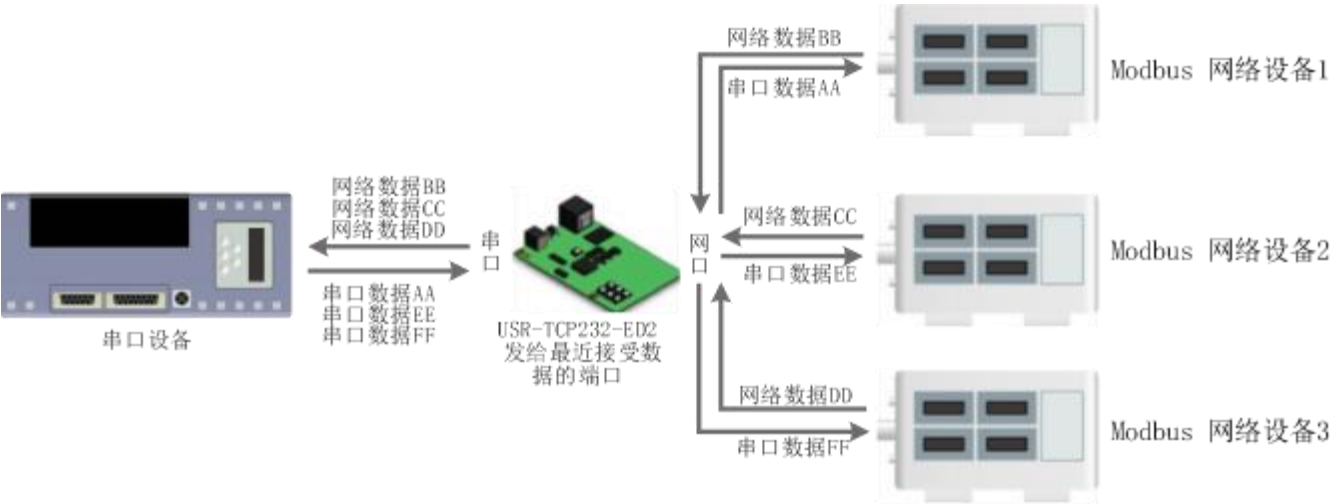 网络数据BB
串口数据AA
Modbus 网络设备1
网络数据BB
网络数据CC
网络数据DD
串口
串口数据AA
串口数据EE
串口数据FF
串口设备
USR-TCP232-ED2
发给最近接受数
据的端口
网口
网络数据CC
串口数据EE
Modbus 网络设备2
网络数据DD
串口数据FF
Modbus 网络设备3